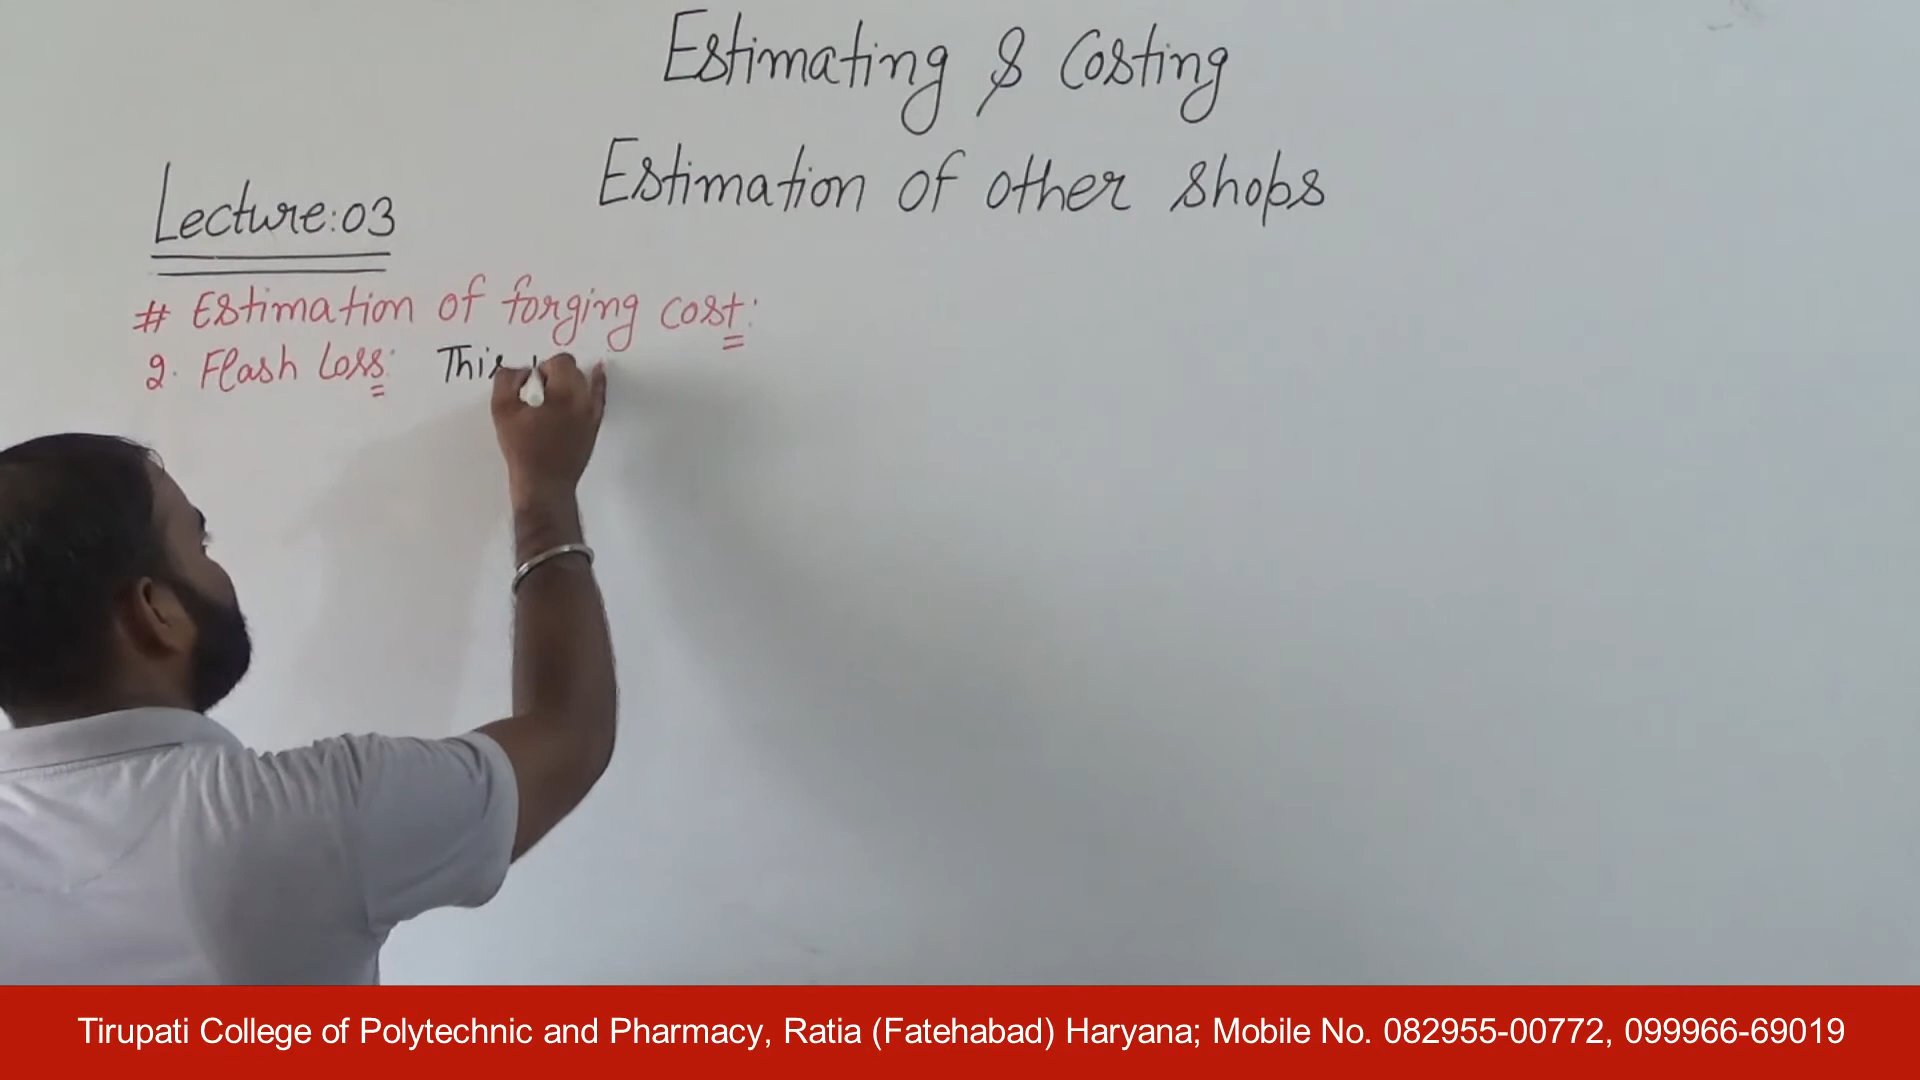 Estimating & Costing
Estimation of other shops
Lecture:03
# Estimation of forging cost:
2. Flash Loss: This
Tirupati College of Polytechnic and Pharmacy, Ratia (Fatehabad) Haryana; Mobile No. 082955-00772, 099966-69019